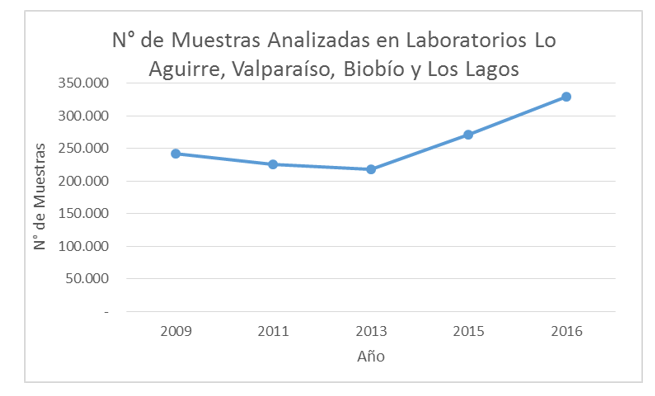 N° de Muestras Analizadas en Laboratorios Lo
Aguirre, Valparaíso, Biobío y Los Lagos
350.000
300.000
250.000
200.000
150.000
100.000
50.000
-
N° de Muestras
2009 2011 2013 2015 2016
Año